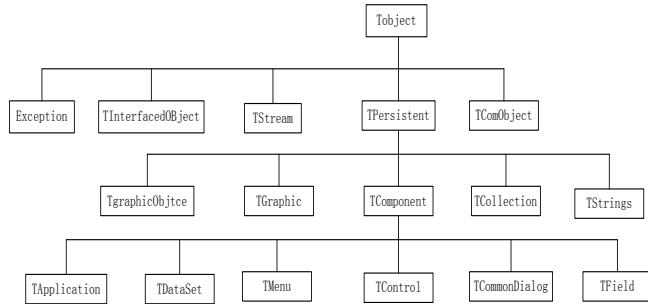 Tobject
Exception
TInterfacedOBject
TStream
TPersistent
TComObject
TgraphicObjtce
TGraphic
TComponent
TCollection
TStrings
TApplication
TDataSet
TMenu
TControl
TCommonDialog
TField